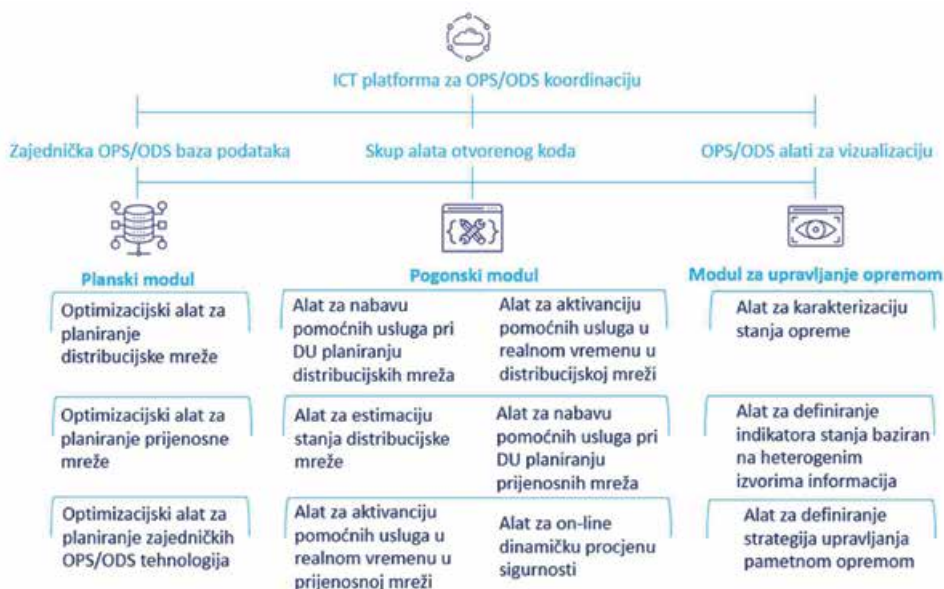 ICT platforma za OPS/ODS koordinaciju
Zajednička OPS/ODS baza podataka
Skup alata otvorenog koda
OPS/ODS alati za vizualizaciju
Planski modul
Optimizacijski alat za
planiranje
distribucijske mreže
Optimizacijski alat za
planiranje prijenosne
mreže
Optimizacijski alat za
planiranje zajedničkih
OPS/ODS tehnologija
Pogonski modul
Alat za nabavu
pomoćnih usluga pri
DU planiranju
distribucijskih mreža
Alat za aktivanciju
pomoćnih usluga u
realnom vremenu u
distribucijskoj mreži
Alat za estimaciju
stanja distribucijske
mreže
Alat za nabavu
pomoćnih usluga pri
DU planiranju
prijenosnih mreža
Alat za aktivanciju
pomoćnih usluga u
realnom vremenu u
prijenosnoj mreži
Alat za on-line
dinamičku procjenu
sigurnosti
Modul za upravljanje opremom
Alat za karakterizaciju
stanja opreme
Alat za definiranje
indikatora stanja baziran
na heterogenim
izvorima informacija
Alat za definiranje
strategija upravljanja
pametnom opremom